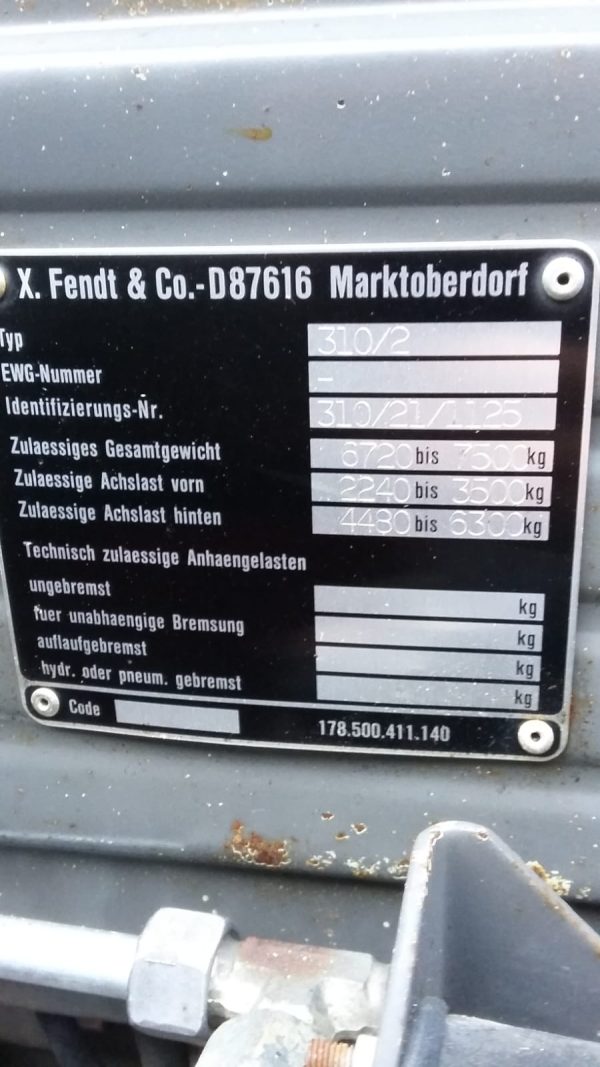 X. Fendt & Co.-D87616 Marktoberdorf
Typ 310/2
EWG-Nummer -
Identifizierungs-Nr. 310/21/1125
Zulaessiges Gesamtgewicht 6720 bis 7500 kg
Zulaessige Achslast vorn 2240 bis 3500 kg
Zulaessige Achslast hinten 4480 bis 6300 kg
Technisch zulaessige Anhaengelasten
ungebremst kg
fuer unabhaengige Bremsung kg
auflaufgebremst kg
hydr. oder pneum. gebremst kg
Code 178.500.411.140